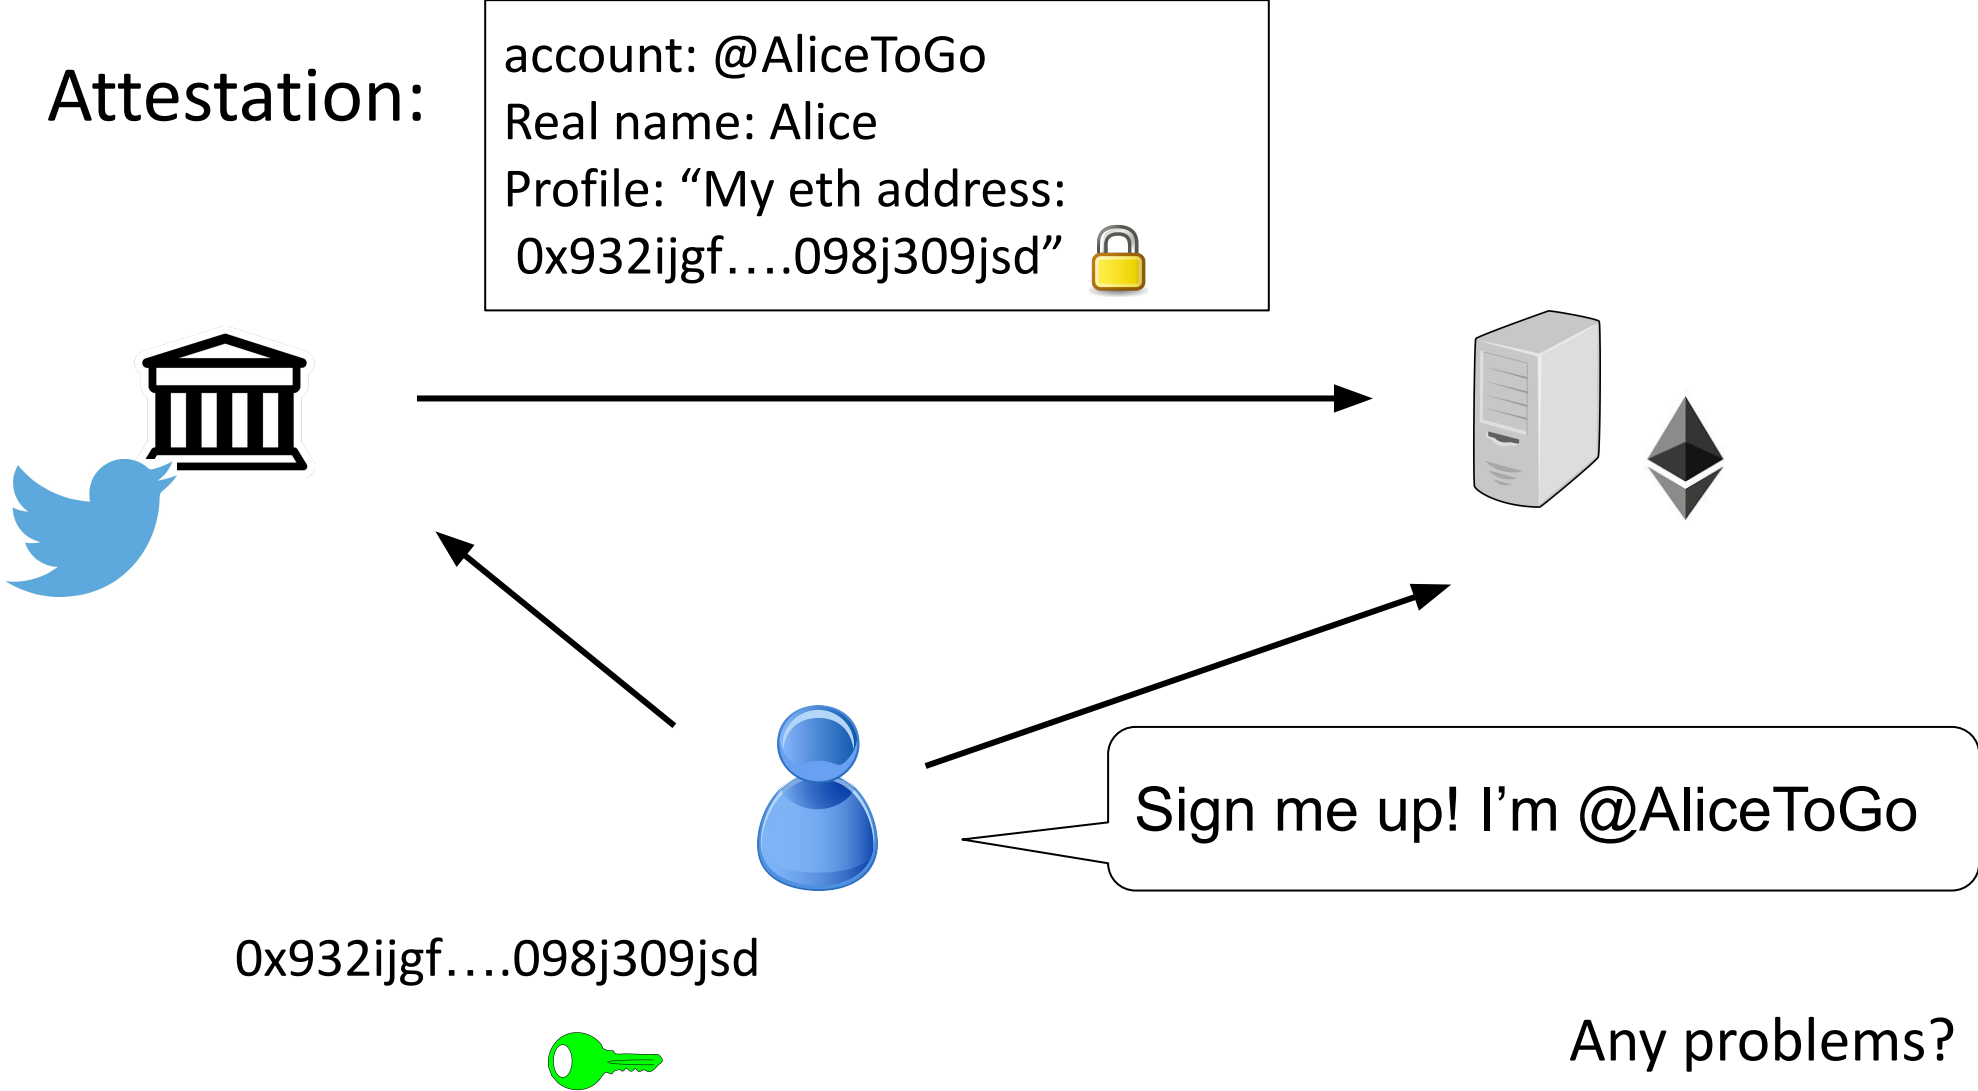 Attestation:
account: @AliceToGo
Real name: Alice
Profile: “My eth address:
0x932ijgf….098j309jsd”
Sign me up! I’m @AliceToGo
0x932ijgf….098j309jsd
Any problems?